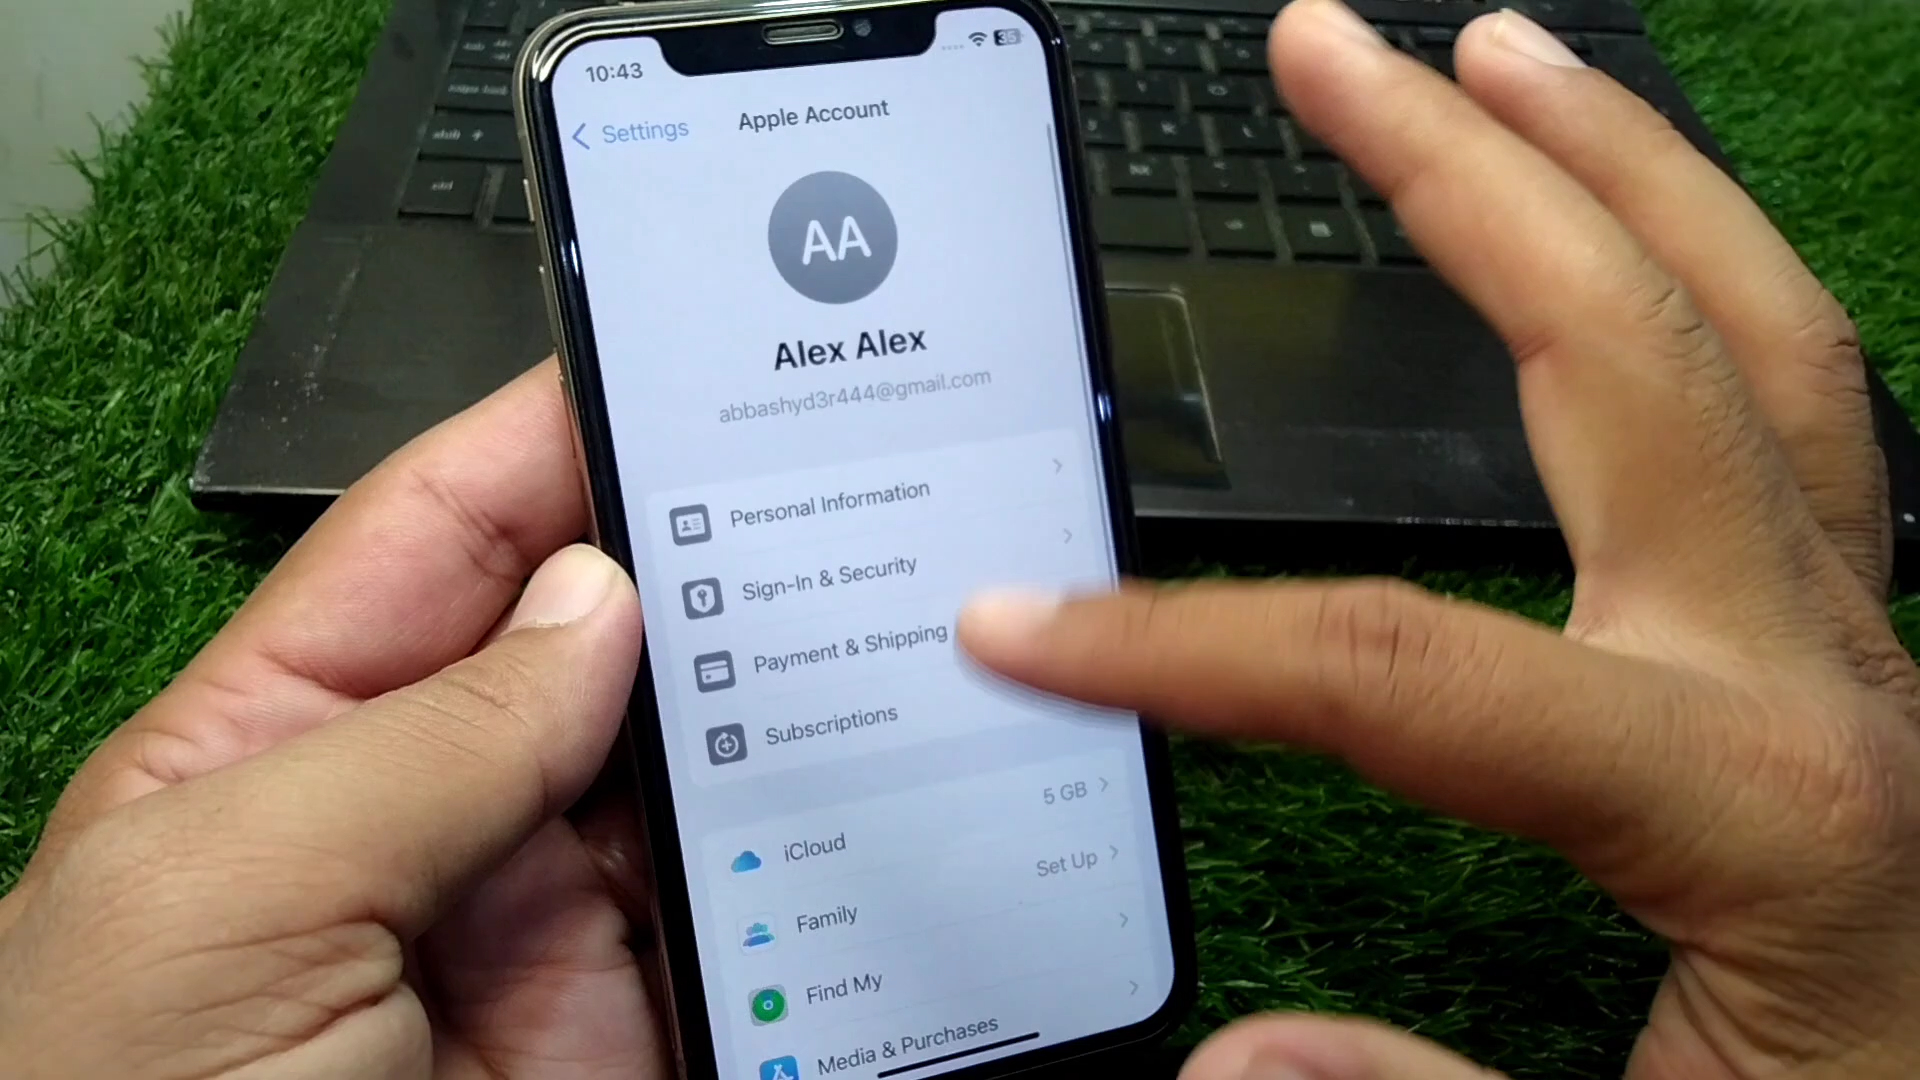 10:43
35
Settings
Apple Account
AA
Alex Alex
abbashyd3r444@gmail.com
Personal Information
Sign-In & Security
Payment & Shipping
Subscriptions
iCloud
5 GB
Family
Set Up
Find My
Media & Purchases